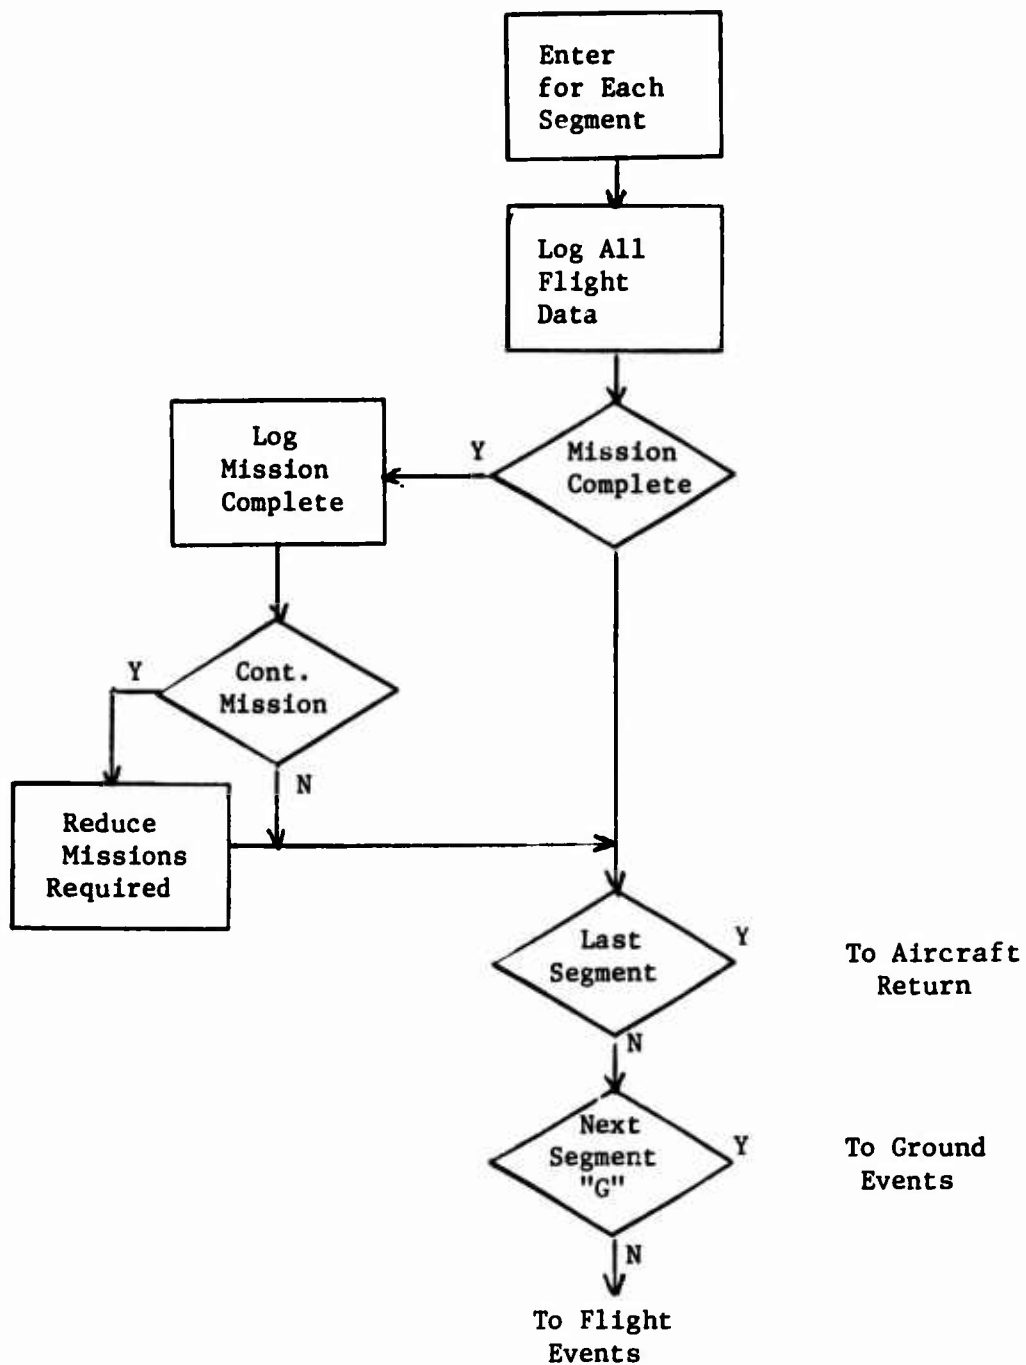 Enter
for Each
Segment
Log All
Flight
Data
Mission
Complete
Y
Log
Mission
Complete
Cont.
Mission
Y
N
Reduce
Missions
Required
Last
Segment
Y
To Aircraft
Return
N
Next
Segment
"G"
Y
To Ground
Events
N
To Flight
Events